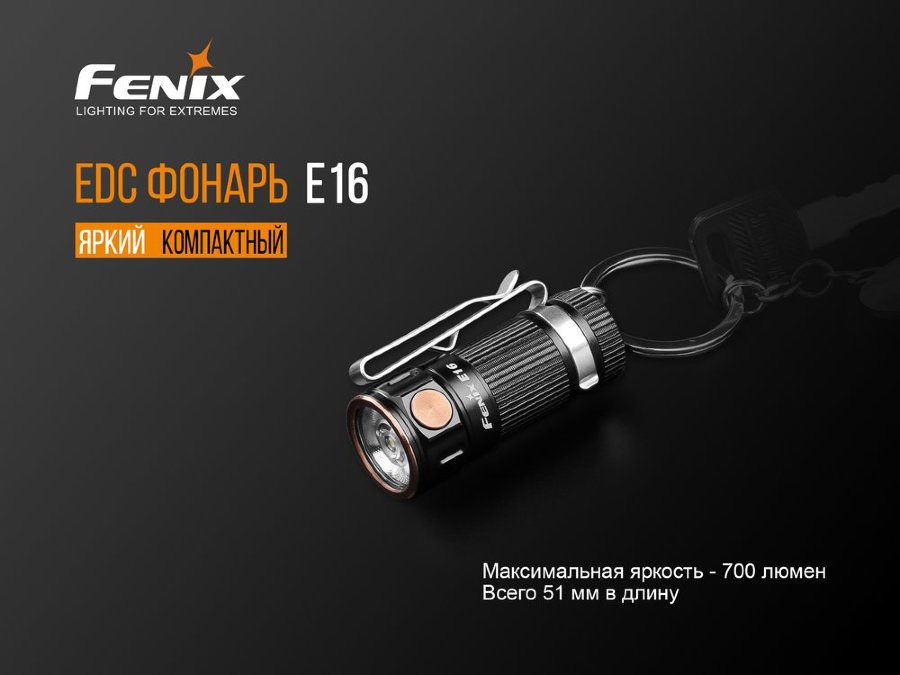 FENIX
LIGHTING FOR EXTREMES
EDC ФОНАРЬ E16
ЯРКИЙ КОМПАКТНЫЙ
FENIX E16
Максимальная яркость - 700 люмен
Всего 51 мм в длину